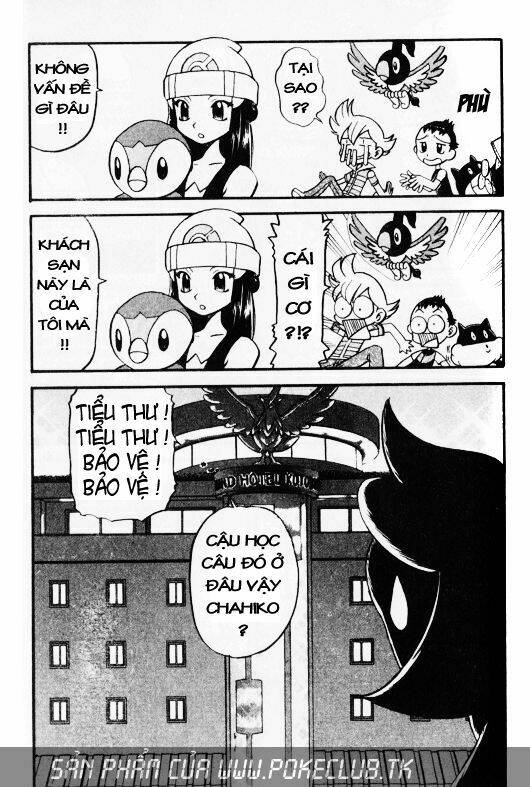 KHÔNG
VẤN ĐỀ
GÌ ĐÂU
!!
TẠI
SAO
??
PHÙ
KHÁCH
SẠN
NÀY LÀ
CỦA
TÔI MÀ
!!
CÁI
GÌ
CƠ
?!?
TIỂU THƯ !
TIỂU THƯ !
BẢO VỆ !
BẢO VỆ !
HOTEL
CẬU HỌC
CÂU ĐÓ Ở
ĐÂU VẬY
CHAHIKO
?
SẢN PHẨM CỦA WWW.POKECLUB.TK